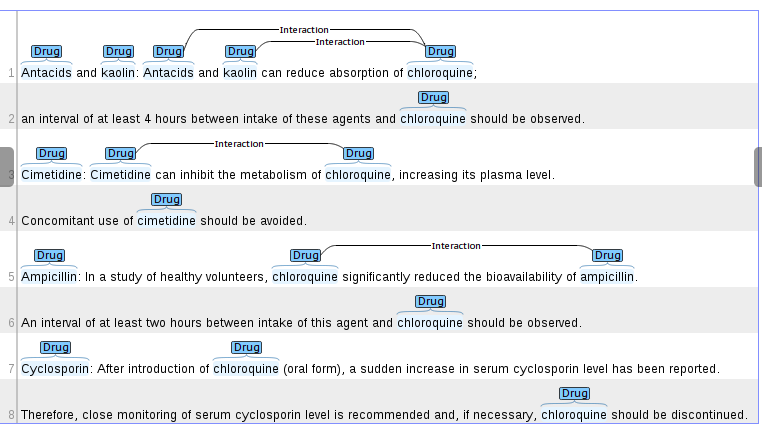 Interaction
Interaction
Drug Drug Drug Drug Drug
1 Antacids and kaolin: Antacids and kaolin can reduce absorption of chloroquine;
Drug
2 an interval of at least 4 hours between intake of these agents and chloroquine should be observed.
Interaction
Drug Drug Drug
3 Cimetidine: Cimetidine can inhibit the metabolism of chloroquine, increasing its plasma level.
Drug
4 Concomitant use of cimetidine should be avoided.
Interaction
Drug Drug Drug
5 Ampicillin: In a study of healthy volunteers, chloroquine significantly reduced the bioavailability of ampicillin.
Drug
6 An interval of at least two hours between intake of this agent and chloroquine should be observed.
Drug Drug
7 Cyclosporin: After introduction of chloroquine (oral form), a sudden increase in serum cyclosporin level has been reported.
Drug
8 Therefore, close monitoring of serum cyclosporin level is recommended and, if necessary, chloroquine should be discontinued.